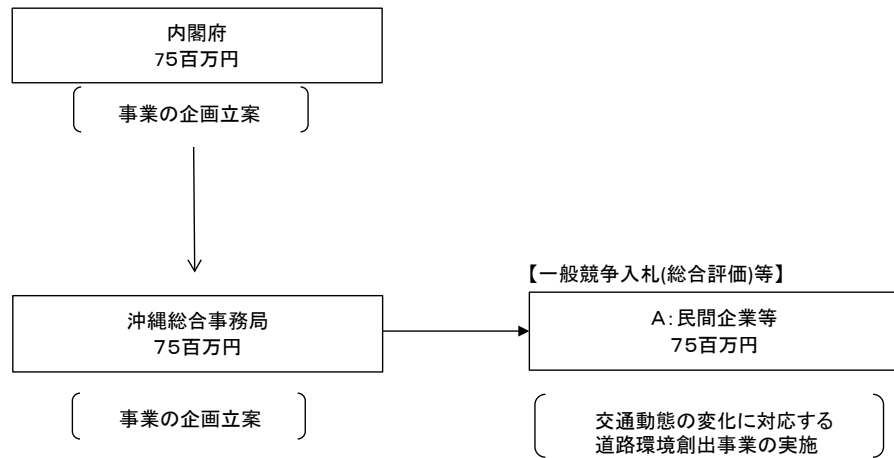 内閣府
75百万円
事業の企画立案
【一般競争入札(総合評価)等】
沖縄総合事務局
75百万円
A：民間企業等
75百万円
事業の企画立案
交通動態の変化に対応する
道路環境創出事業の実施